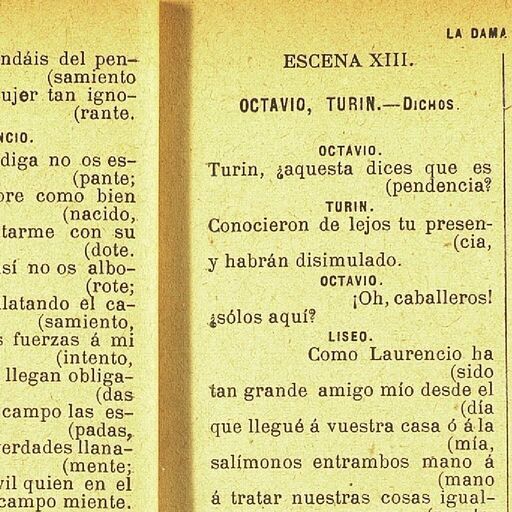 ndáis del pen-
(samiento
ujer tan igno-
(rante.
NCIO.
diga no os es-
(pante;
ore como bien
(nacido,
tarme con su
(dote.
sí no os albo-
(rote;
latando el ca-
(samiento,
s fuerzas á mi
(intento,
llegan obliga-
(das
campo las es-
(padas,
verdades llana-
(mente;
vil quien en el
campo miente.
LA DAMA
ESCENA XIII.
OCTAVIO, TURIN.—DICHOS.
OCTAVIO.
Turin, ¿aquesta dices que es
(pendencia?
TURIN.
Conocieron de lejos tu presen-
(cia,
y habrán disimulado.
OCTAVIO.
¡Oh, caballeros!
¿sólos aquí?
LISEO.
Como Laurencio ha
(sido
tan grande amigo mío desde el
(día
que llegué á vuestra casa ó á la
(mía,
salímonos entrambos mano á
(mano
á tratar nuestras cosas igual-